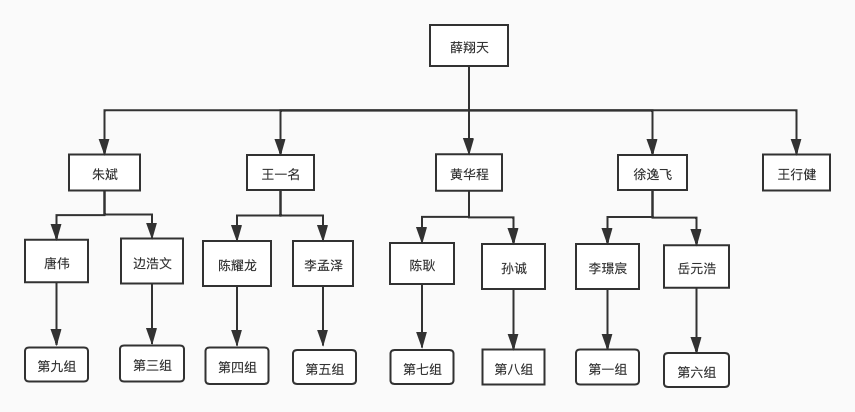 薛翔天
朱斌
王一名
黄华程
徐逸飞
王行健
唐伟
边浩文
陈耀龙
李孟泽
陈耿
孙诚
李璟宸
岳元浩
第九组
第三组
第四组
第五组
第七组
第八组
第一组
第六组